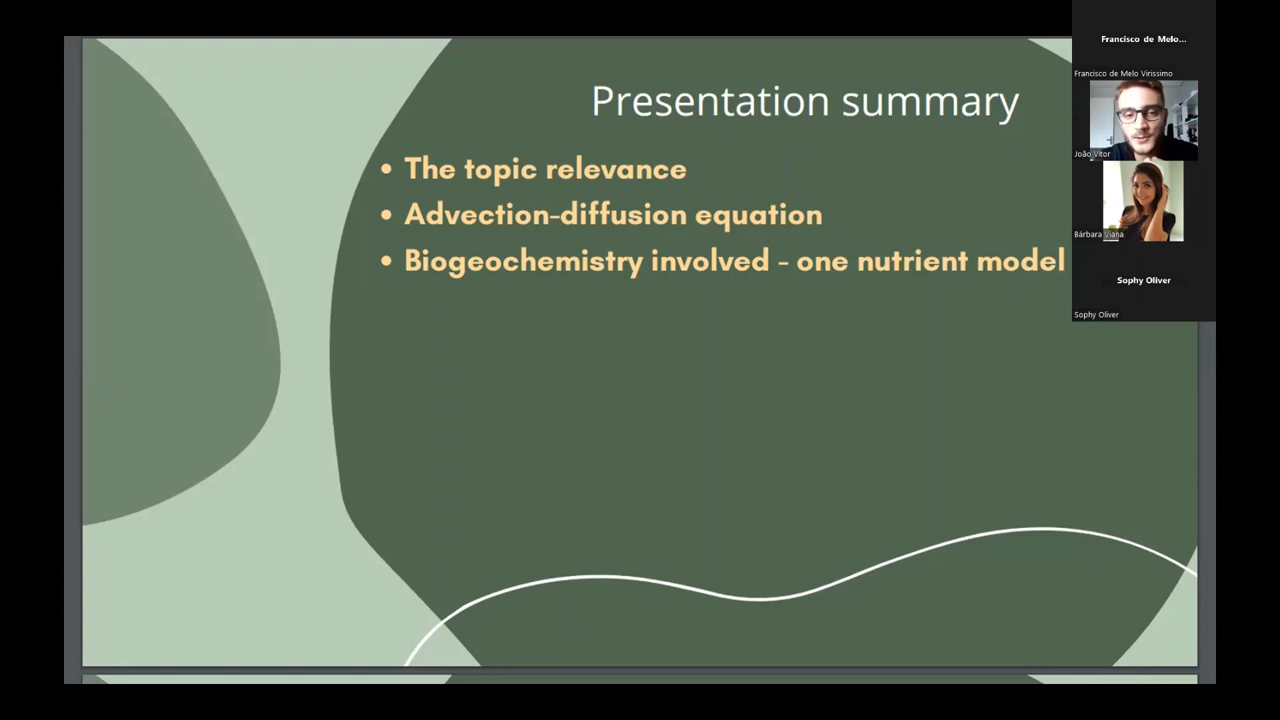 Presentation summary
• The topic relevance
• Advection-diffusion equation
• Biogeochemistry involved - one nutrient model
Francisco de Melo...
Francisco de Melo Virissimo
João Vitor
Bárbara Viana
Sophy Oliver
Sophy Oliver